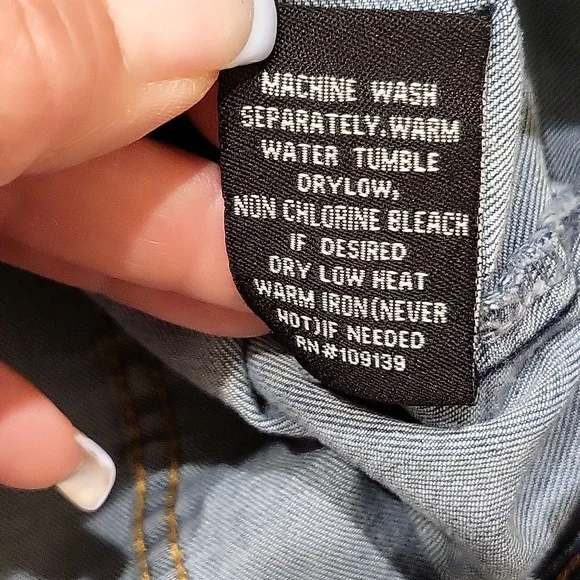 MACHINE WASH
SEPARATELY.WARM
WATER TUMBLE
DRYLOW,
NON CHLORINE BLEACH
IF DESIRED
DRY LOW HEAT
WARM IRON(NEVER
HOT)IF NEEDED
RN#109139